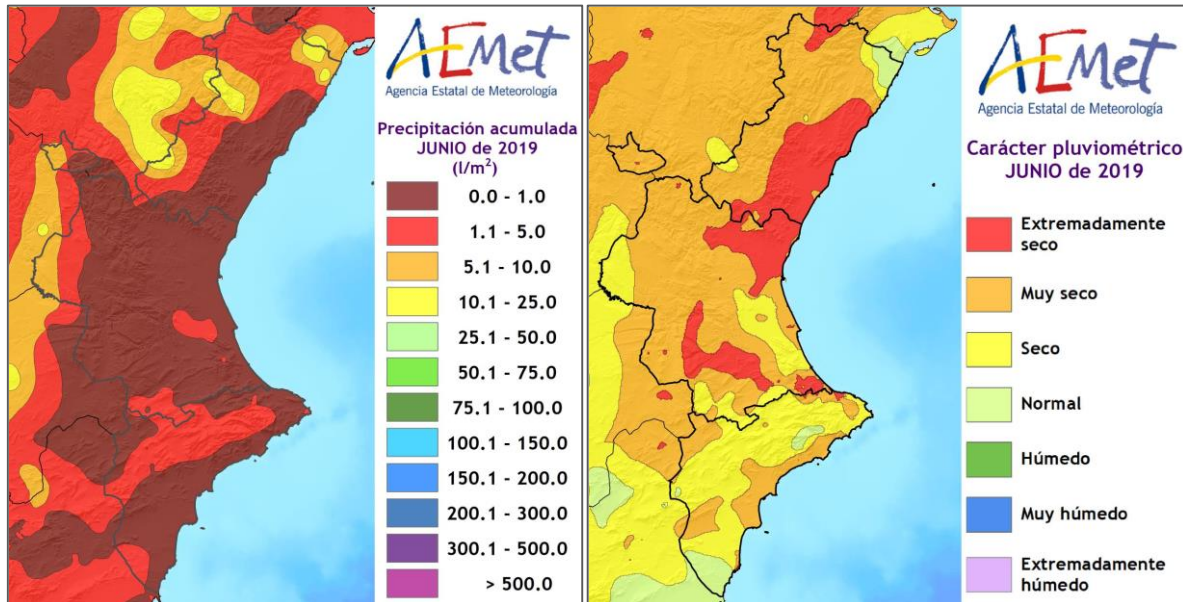 AEMet
Agencia Estatal de Meteorología
Precipitación acumulada
JUNIO de 2019
(l/m²)
0.0 - 1.0
1.1 - 5.0
5.1 - 10.0
10.1 - 25.0
25.1 - 50.0
50.1 - 75.0
75.1 - 100.0
100.1 - 150.0
150.1 - 200.0
200.1 - 300.0
300.1 - 500.0
> 500.0
AEMet
Agencia Estatal de Meteorología
Carácter pluviométrico
JUNIO de 2019
Extremadamente
seco
Muy seco
Seco
Normal
Húmedo
Muy húmedo
Extremadamente
húmedo